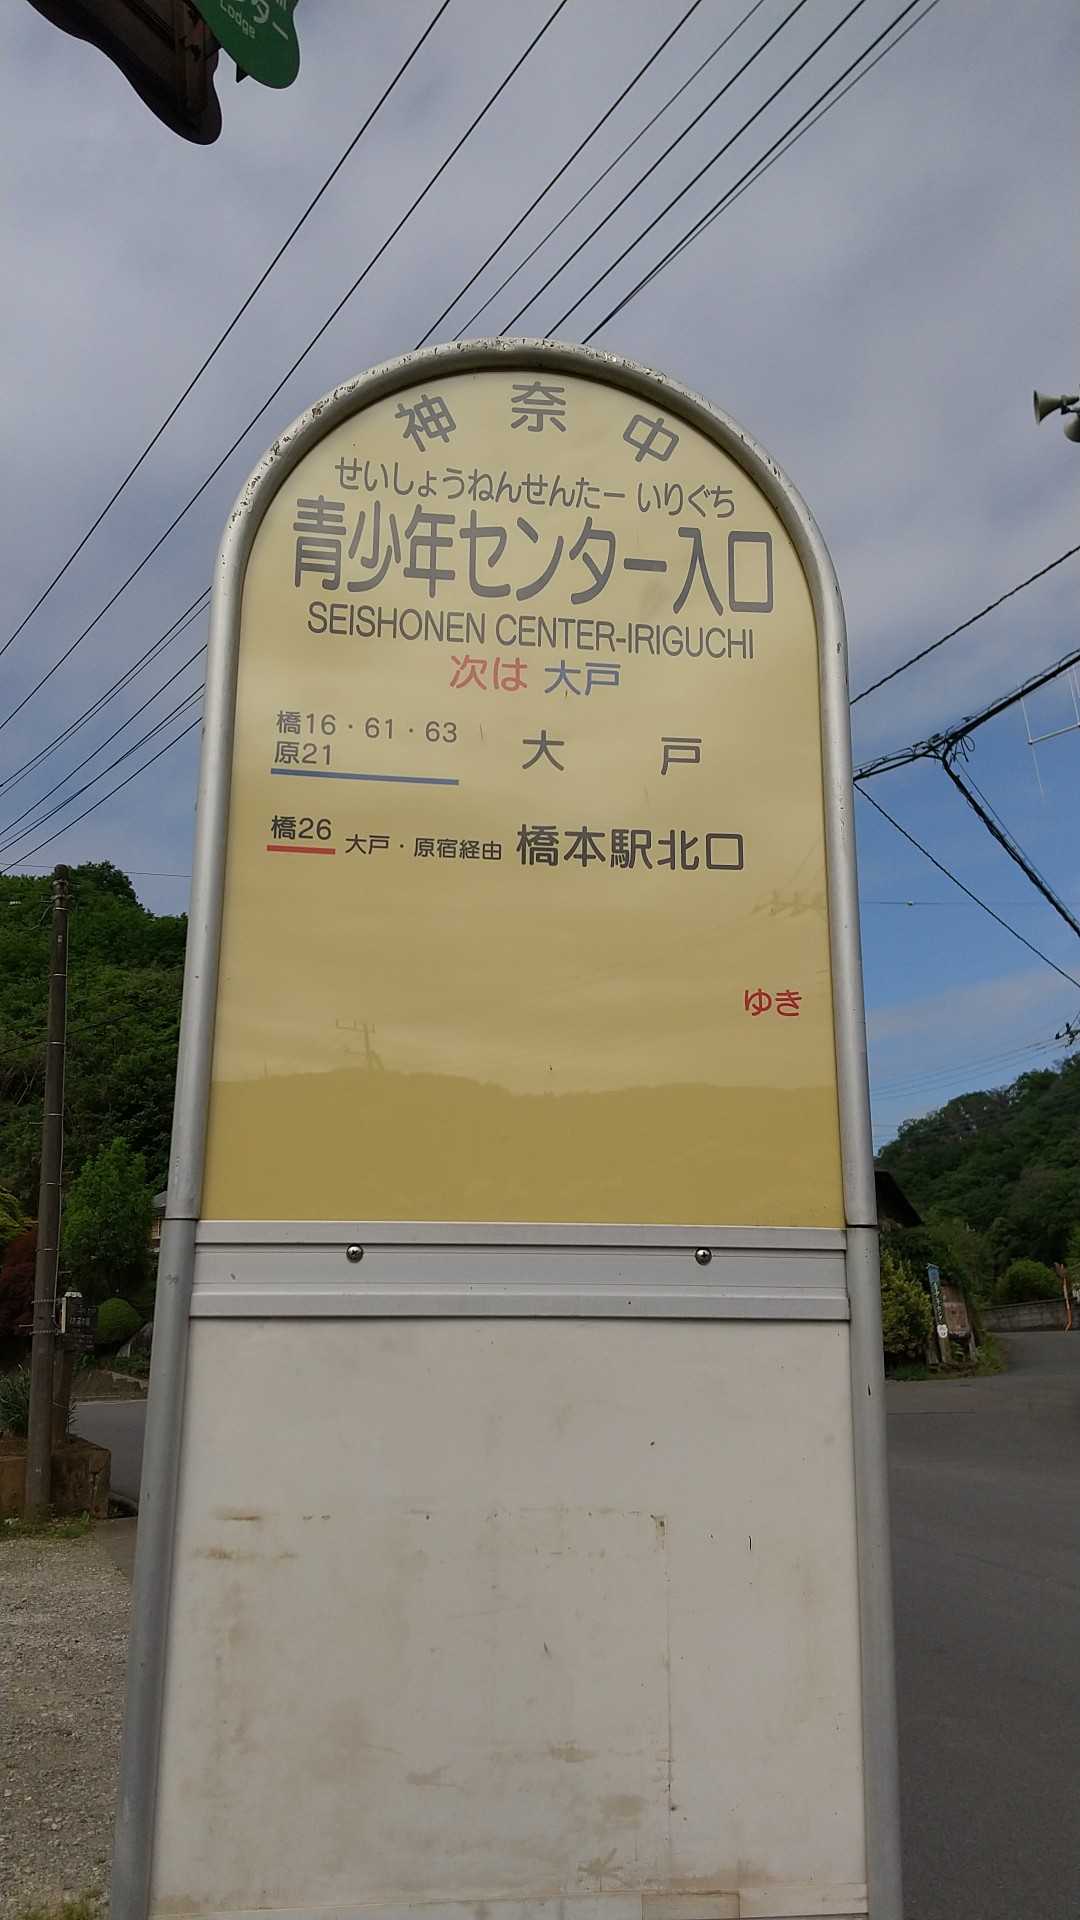 ター
Lodge
神奈中
せいしょうねんせんたー いりぐち
青少年センター入口
SEISHONEN CENTER-IRIGUCHI
次は 大戸
橋16・61・63
原21
大戸
橋26 大戸・原宿経由 橋本駅北口
ゆき